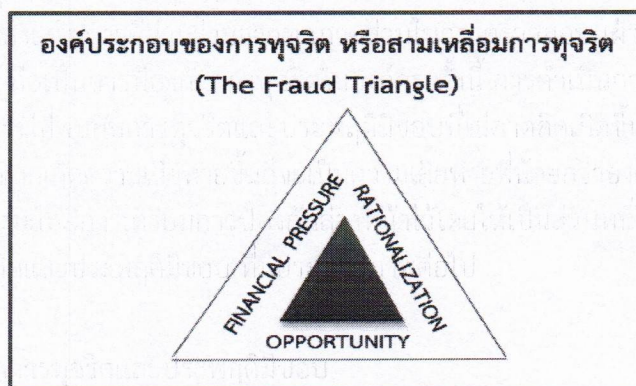 องค์ประกอบของการทุจริต หรือสามเหลื่อมการทุจริต
(The Fraud Triangle)
FINANCIAL PRESSURE
RATIONALIZATION
OPPORTUNITY